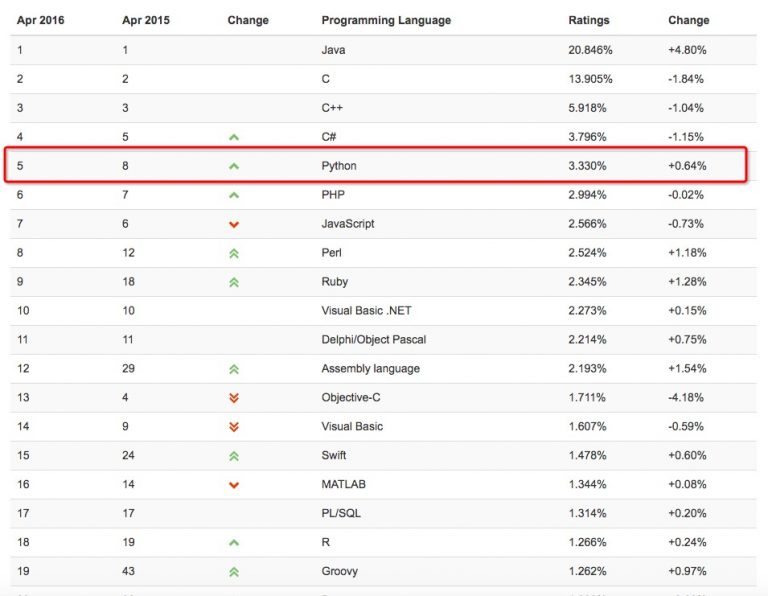 Apr 2016 Apr 2015 Change Programming Language Ratings Change
1 1 Java 20.846% +4.80%
2 2 C 13.905% -1.84%
3 3 C++ 5.918% -1.04%
4 5 C# 3.796% -1.15%
5 8 Python 3.330% +0.64%
6 7 PHP 2.994% -0.02%
7 6 JavaScript 2.566% -0.73%
8 12 Perl 2.524% +1.18%
9 18 Ruby 2.345% +1.28%
10 10 Visual Basic .NET 2.273% +0.15%
11 11 Delphi/Object Pascal 2.214% +0.75%
12 29 Assembly language 2.193% +1.54%
13 4 Objective-C 1.711% -4.18%
14 9 Visual Basic 1.607% -0.59%
15 24 Swift 1.478% +0.60%
16 14 MATLAB 1.344% +0.08%
17 17 PL/SQL 1.314% +0.20%
18 19 R 1.266% +0.24%
19 43 Groovy 1.262% +0.97%